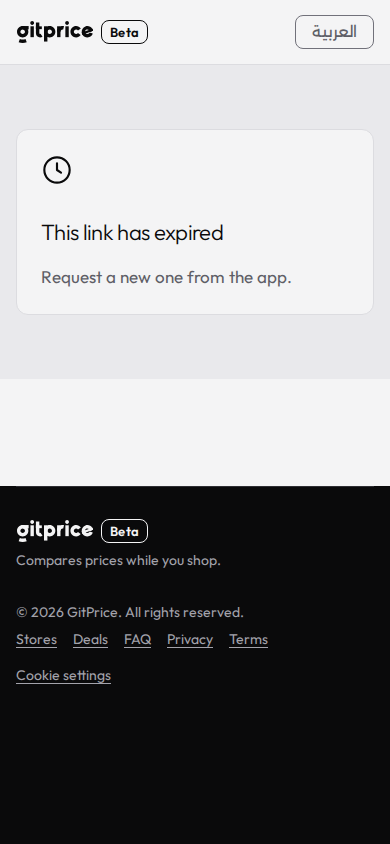 gitprice Beta
العربية
This link has expired
Request a new one from the app.
gitprice Beta
Compares prices while you shop.
© 2026 GitPrice. All rights reserved.
Stores Deals FAQ Privacy Terms
Cookie settings